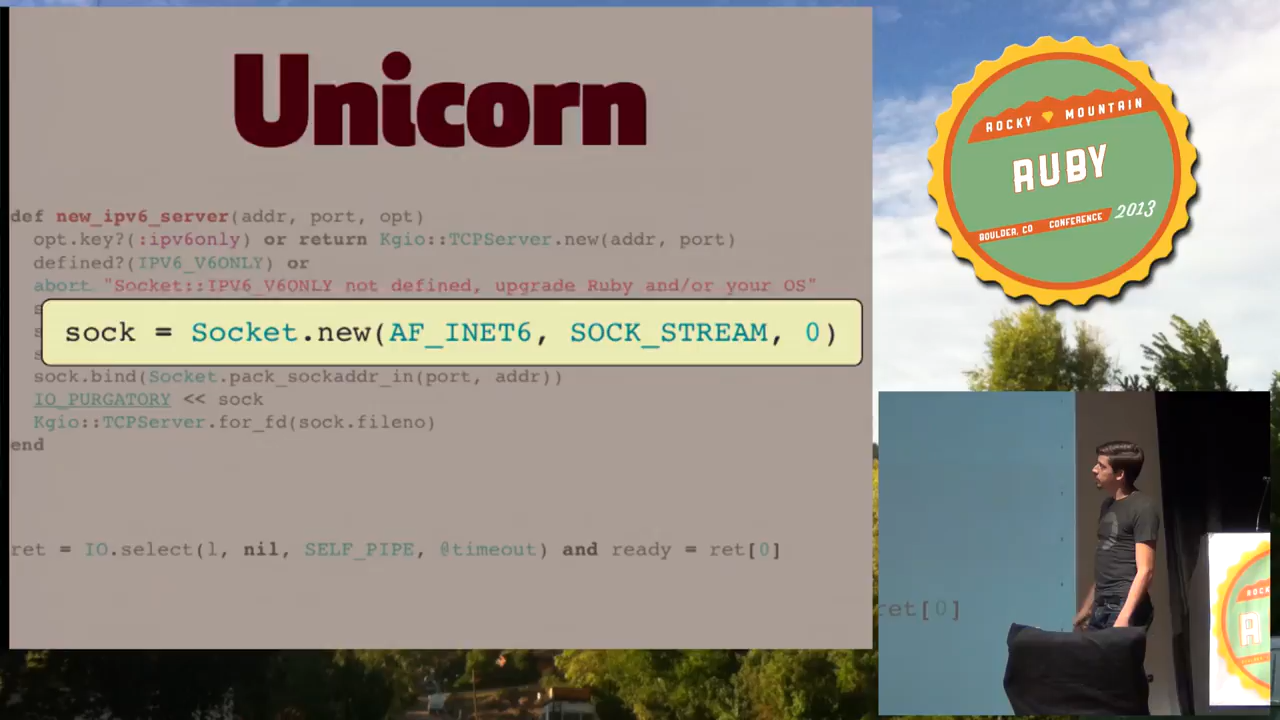 Unicorn
def new_ipv6_server(addr, port, opt)
opt.key?(:ipv6only) or return Kgio::TCPServer.new(addr, port)
defined?(IPV6_V6ONLY) or
abort "Socket::IPV6_V6ONLY not defined, upgrade Ruby and/or your OS"
sock = Socket.new(AF_INET6, SOCK_STREAM, 0)
sock.bind(Socket.pack_sockaddr_in(port, addr))
IO_PURGATORY << sock
Kgio::TCPServer.for_fd(sock.fileno)
end
ret = IO.select(l, nil, SELF_PIPE, @timeout) and ready = ret[0]
ROCKY MOUNTAIN
RUBY
BOULDER, CO CONFERENCE 2013
ret[0]